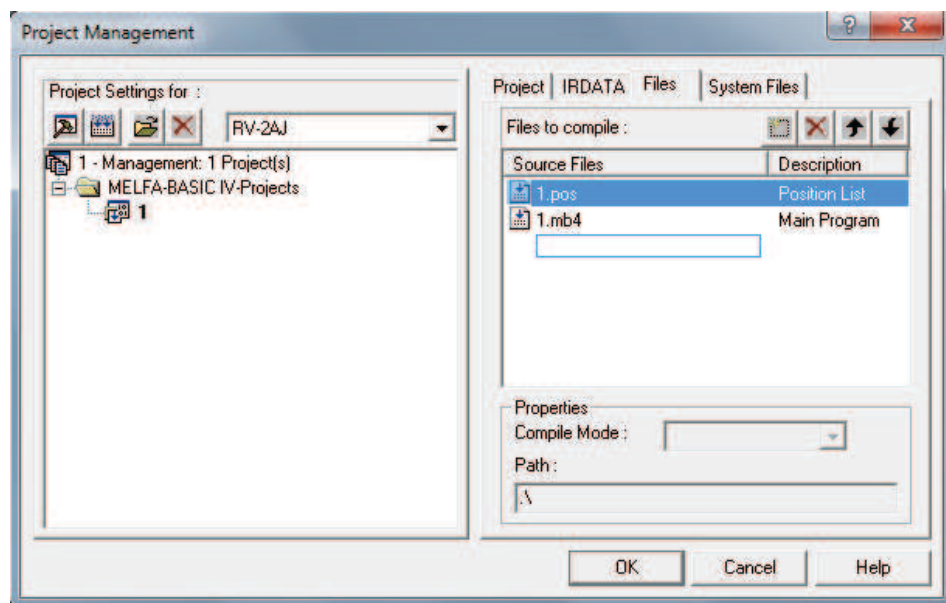 Project Management
Project Settings for :
RV-2AJ
1 - Management: 1 Project(s)
MELFA-BASIC IV-Projects
1
Project IRDATA Files System Files
Files to compile :
Source Files Description
1.pos Position List
1.mb4 Main Program
Properties
Compile Mode :
Path :
.\
OK Cancel Help